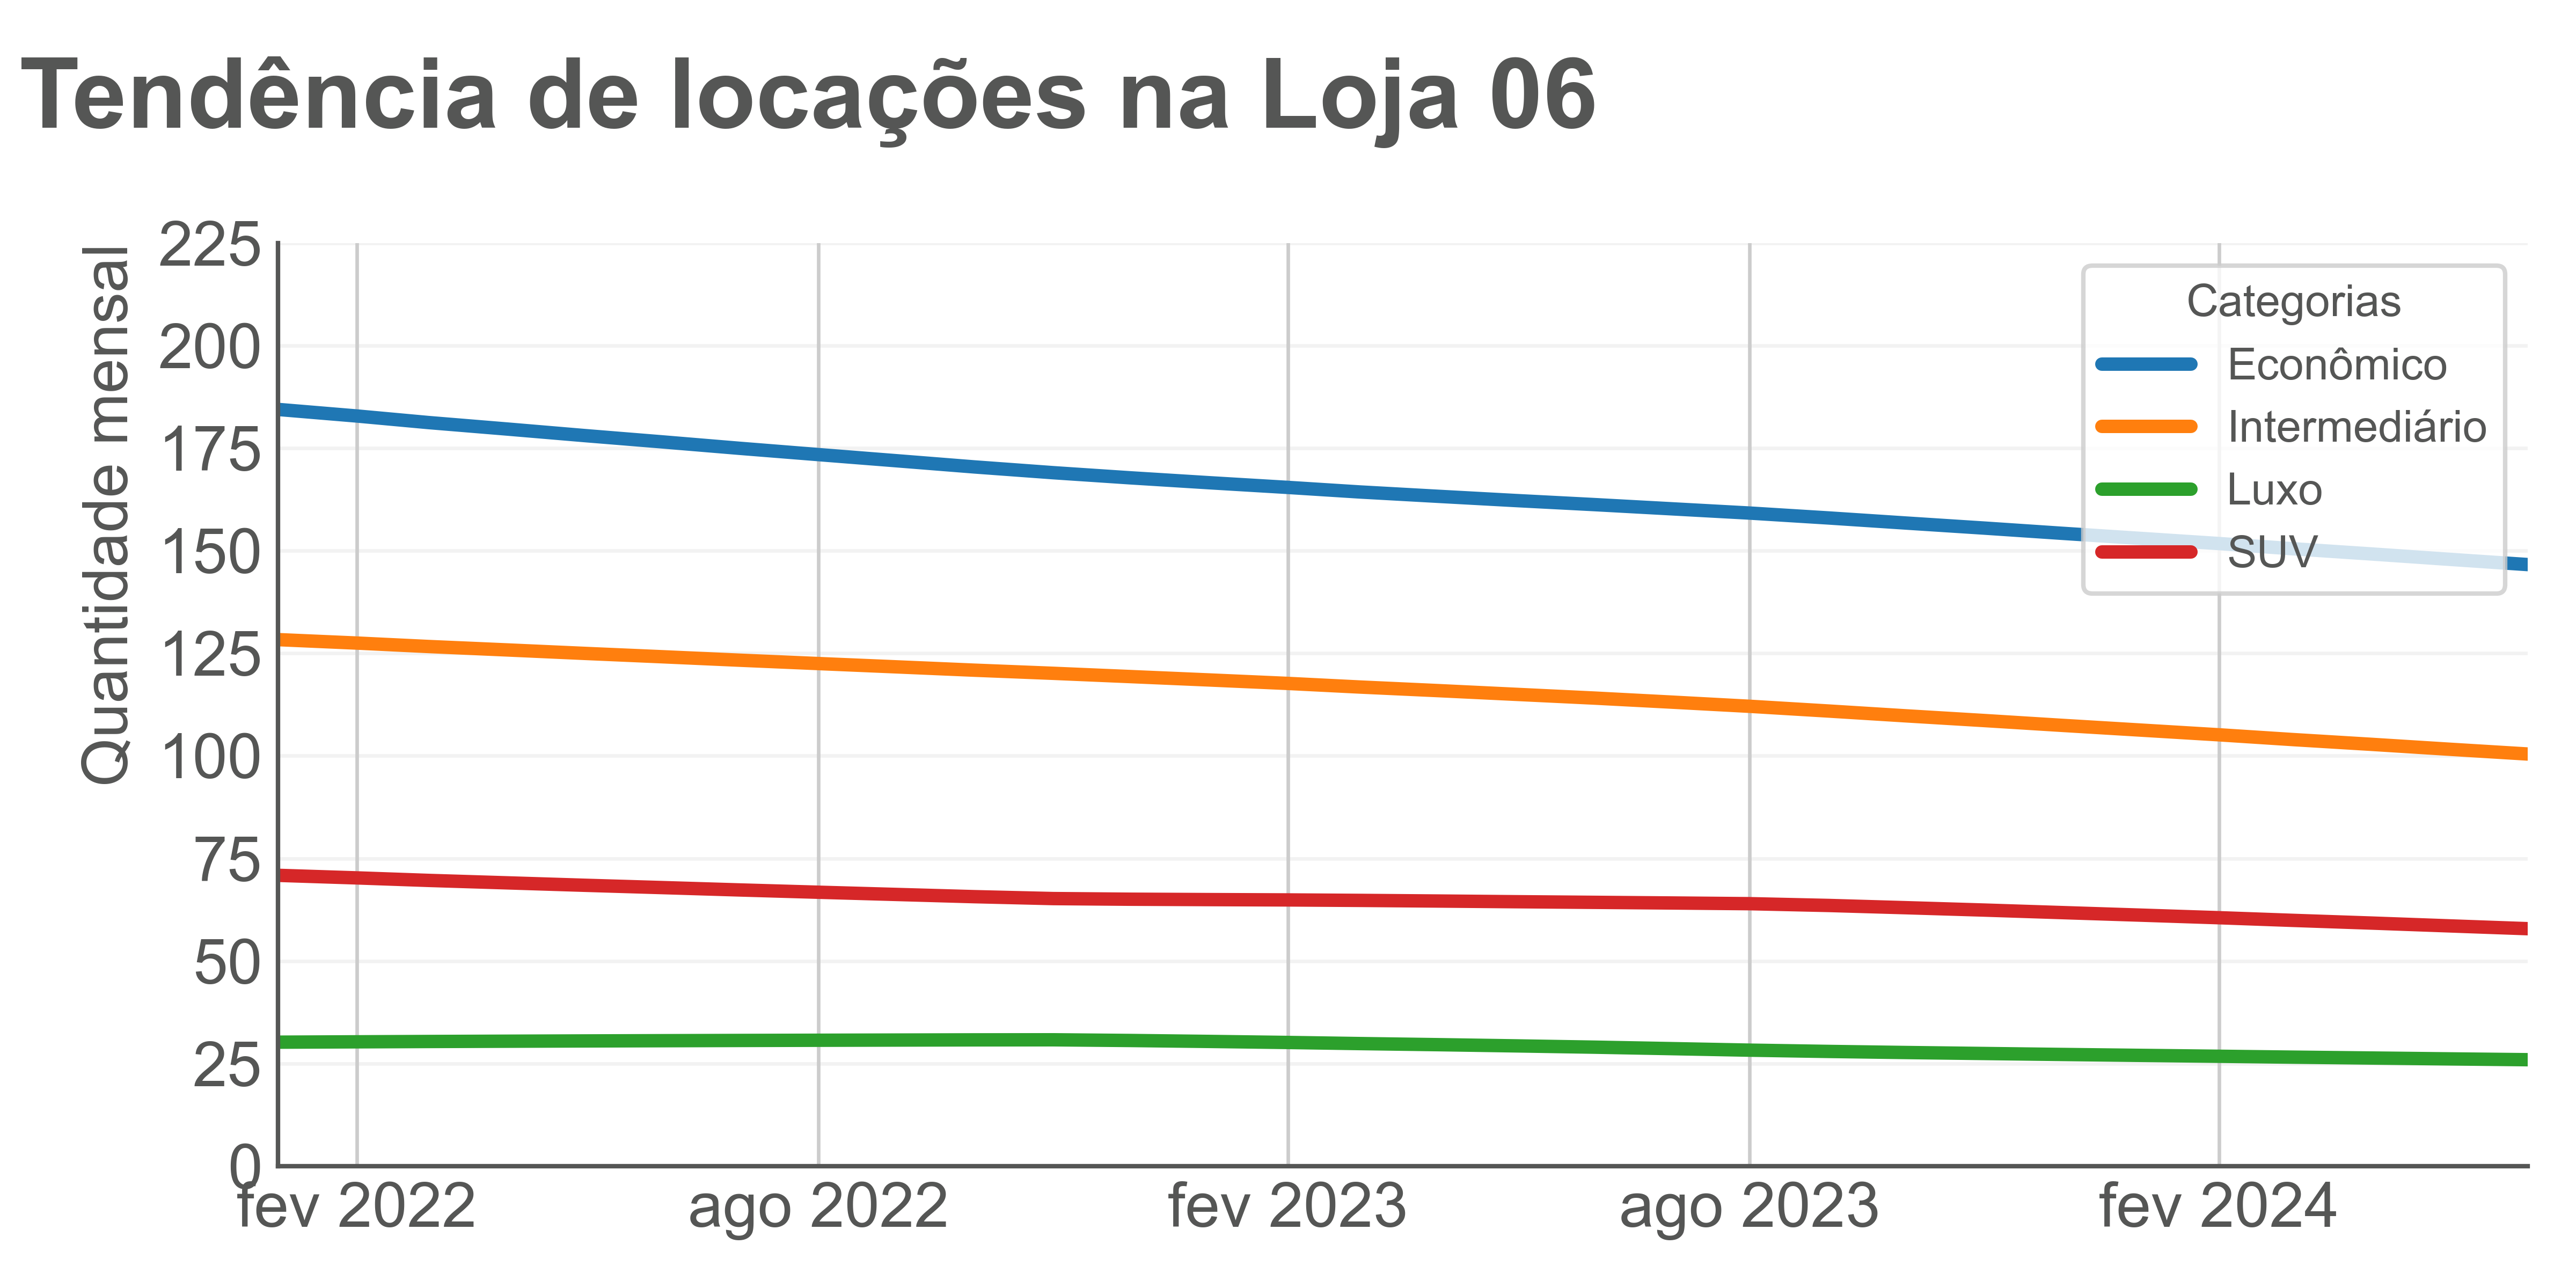 Tendência de locações na Loja 06
Quantidade mensal
225
200
175
150
125
100
75
50
25
0
fev 2022
ago 2022
fev 2023
ago 2023
fev 2024
Categorias
Econômico
Intermediário
Luxo
SUV